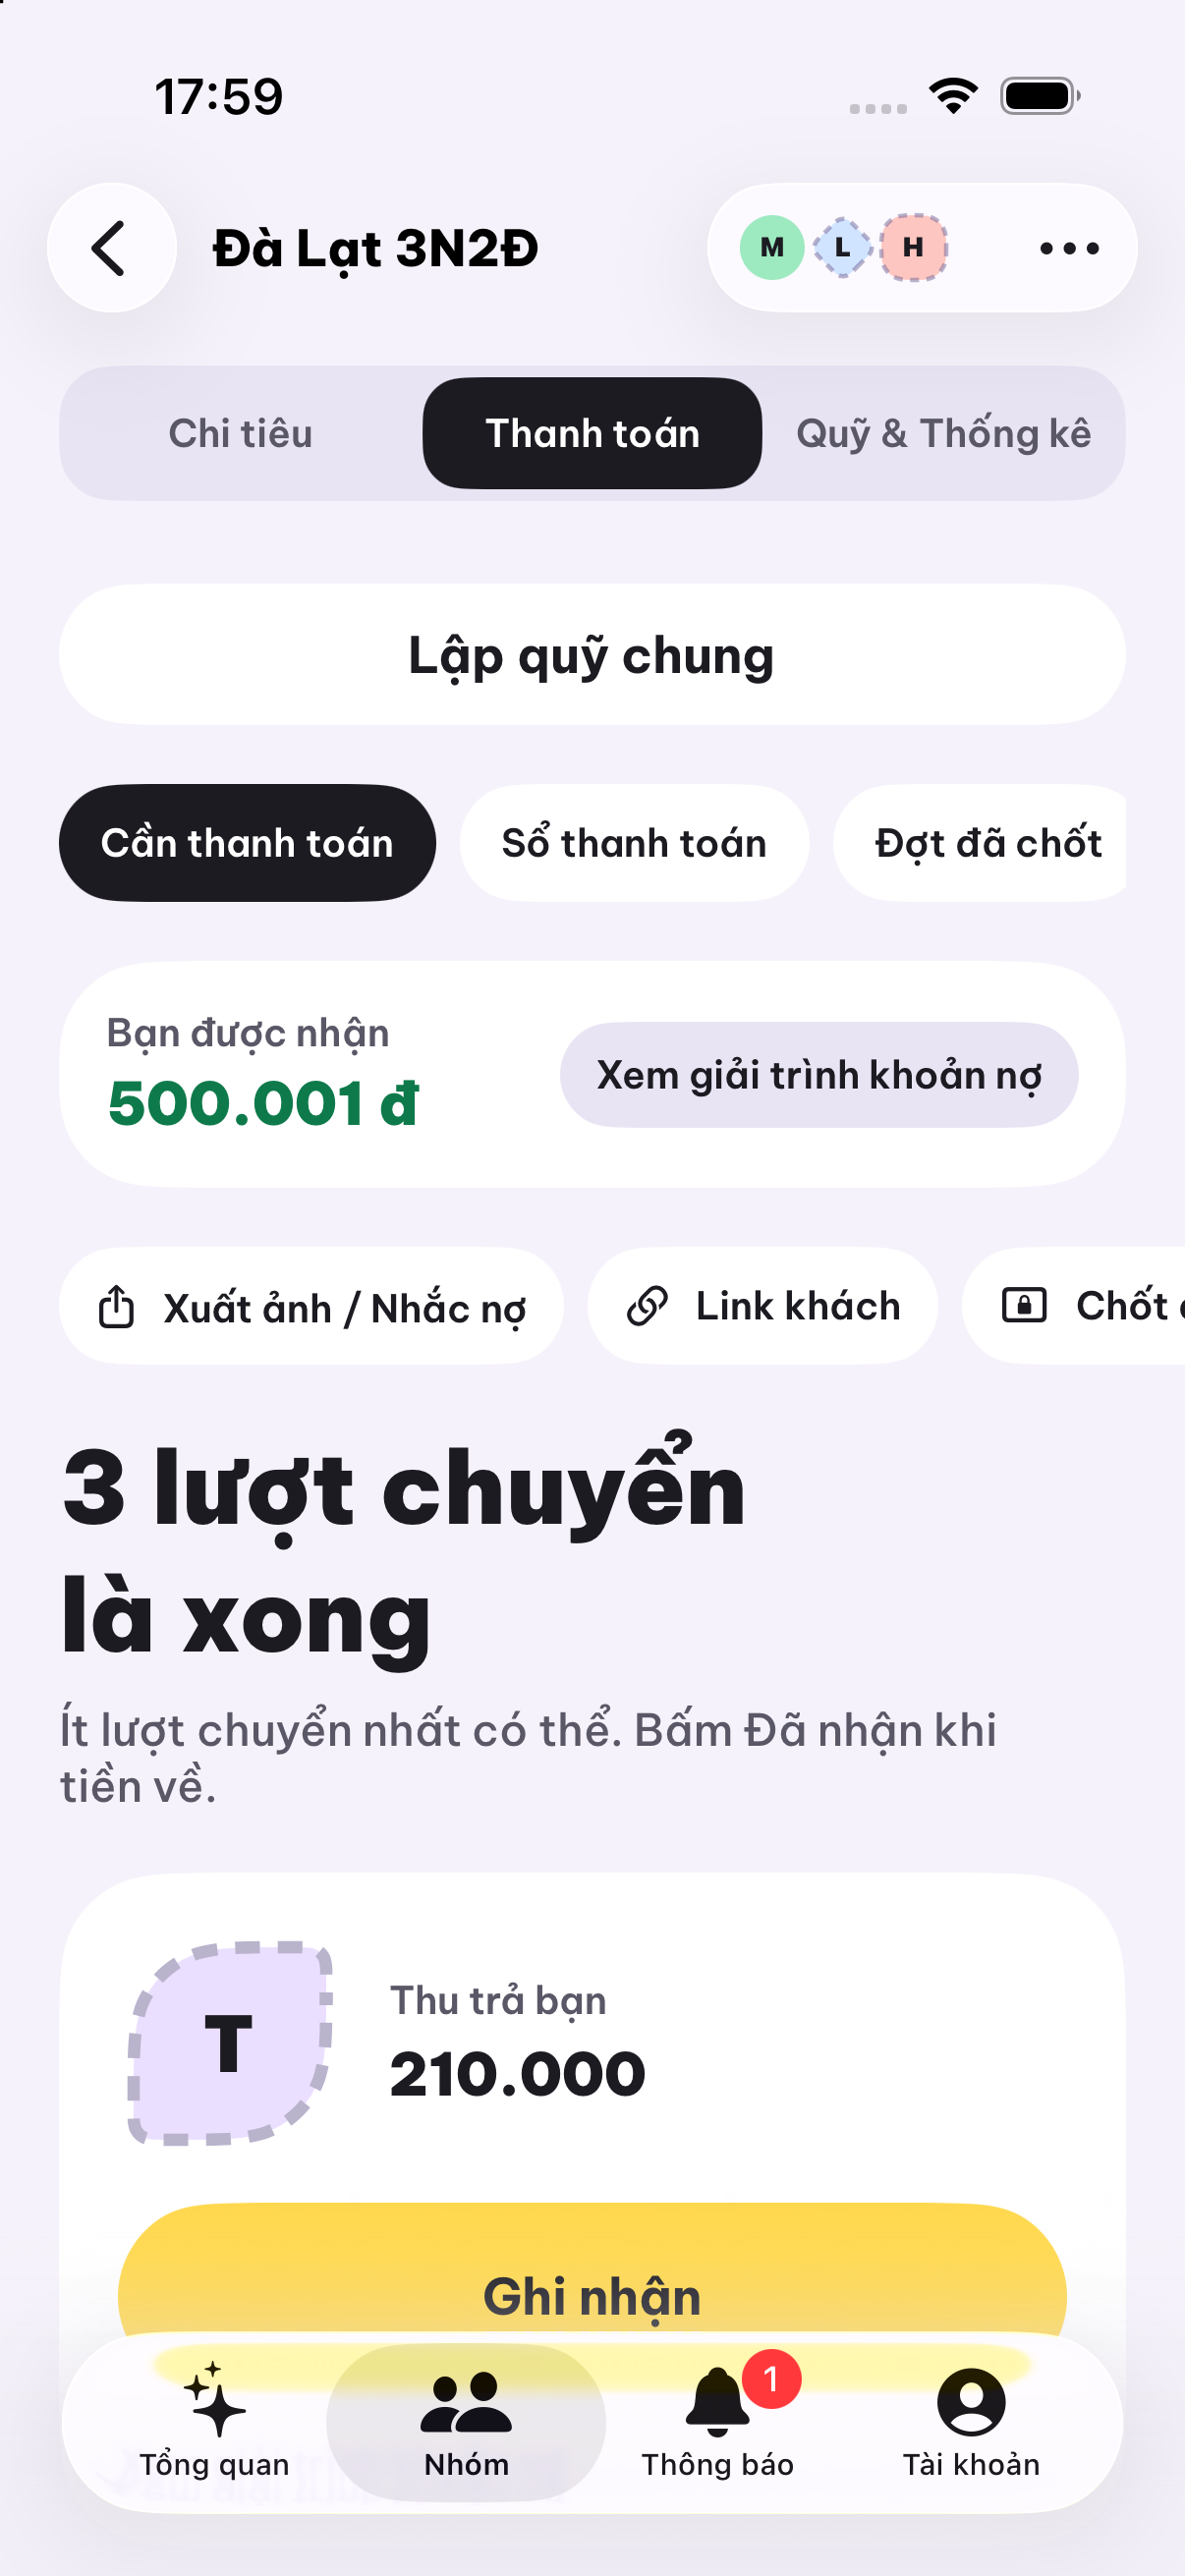 17:59
Đà Lạt 3N2Đ
M L H
Chi tiêu
Thanh toán
Quỹ & Thống kê
Lập quỹ chung
Cần thanh toán
Sổ thanh toán
Đợt đã chốt
Bạn được nhận
500.001 đ
Xem giải trình khoản nợ
Xuất ảnh / Nhắc nợ
Link khách
Chốt
3 lượt chuyển
là xong
Ít lượt chuyển nhất có thể. Bấm Đã nhận khi
tiền về.
T
Thu trả bạn
210.000
Ghi nhận
1
Tổng quan
Nhóm
Thông báo
Tài khoản